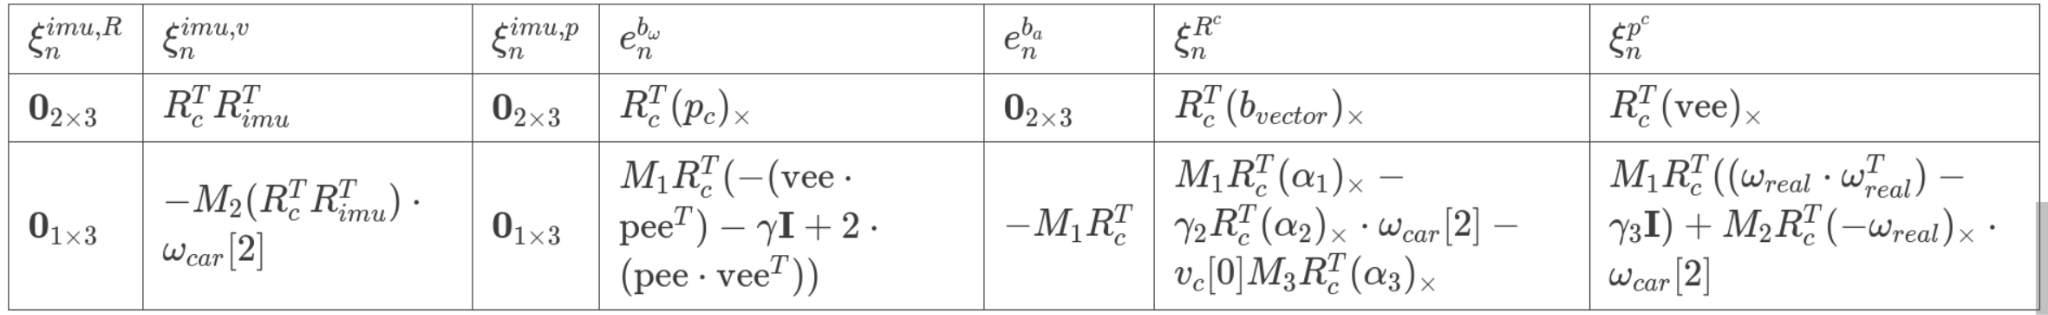 ξ_n^{imu,R} ξ_n^{imu,v} ξ_n^{imu,p} e_n^{b_ω} e_n^{b_a} ξ_n^{R^c} ξ_n^{p^c}
𝟎_{2×3} R_c^T R_{imu}^T 𝟎_{2×3} R_c^T(p_c)_× 𝟎_{2×3} R_c^T(b_{vector})_× R_c^T(vee)_×
𝟎_{1×3}
−M_2(R_c^T R_{imu}^T) ·
ω_{car}[2]
𝟎_{1×3}
M_1 R_c^T(−(vee ·
pee^T) − γ𝐈 + 2 ·
(pee · vee^T))
−M_1 R_c^T
M_1 R_c^T(α_1)_× −
γ_2 R_c^T(α_2)_× · ω_{car}[2] −
v_c[0]M_3 R_c^T(α_3)_×
M_1 R_c^T((ω_{real} · ω_{real}^T) −
γ_3𝐈) + M_2 R_c^T(−ω_{real})_× ·
ω_{car}[2]